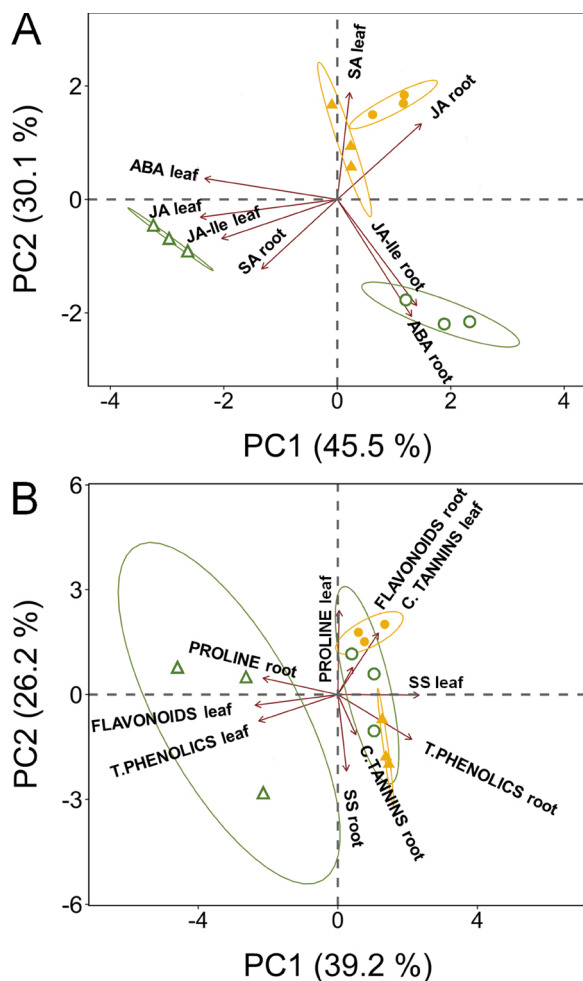 A
SA leaf
2
JA root
ABA leaf
0
JA leaf
JA-Ile leaf
SA root
JA-Ile root
-2
ABA root
PC2 (30.1 %)
-4
0
2
PC1 (45.5 %)
B
6
FLAVONOIDS root
C. TANNINS leaf
3
PROLINE leaf
PROLINE root
SS leaf
0
FLAVONOIDS leaf
T.PHENOLICS leaf
T.PHENOLICS root
C.TANNINS root
SS root
-3
-6
PC2 (26.2 %)
-4
0
4
PC1 (39.2 %)